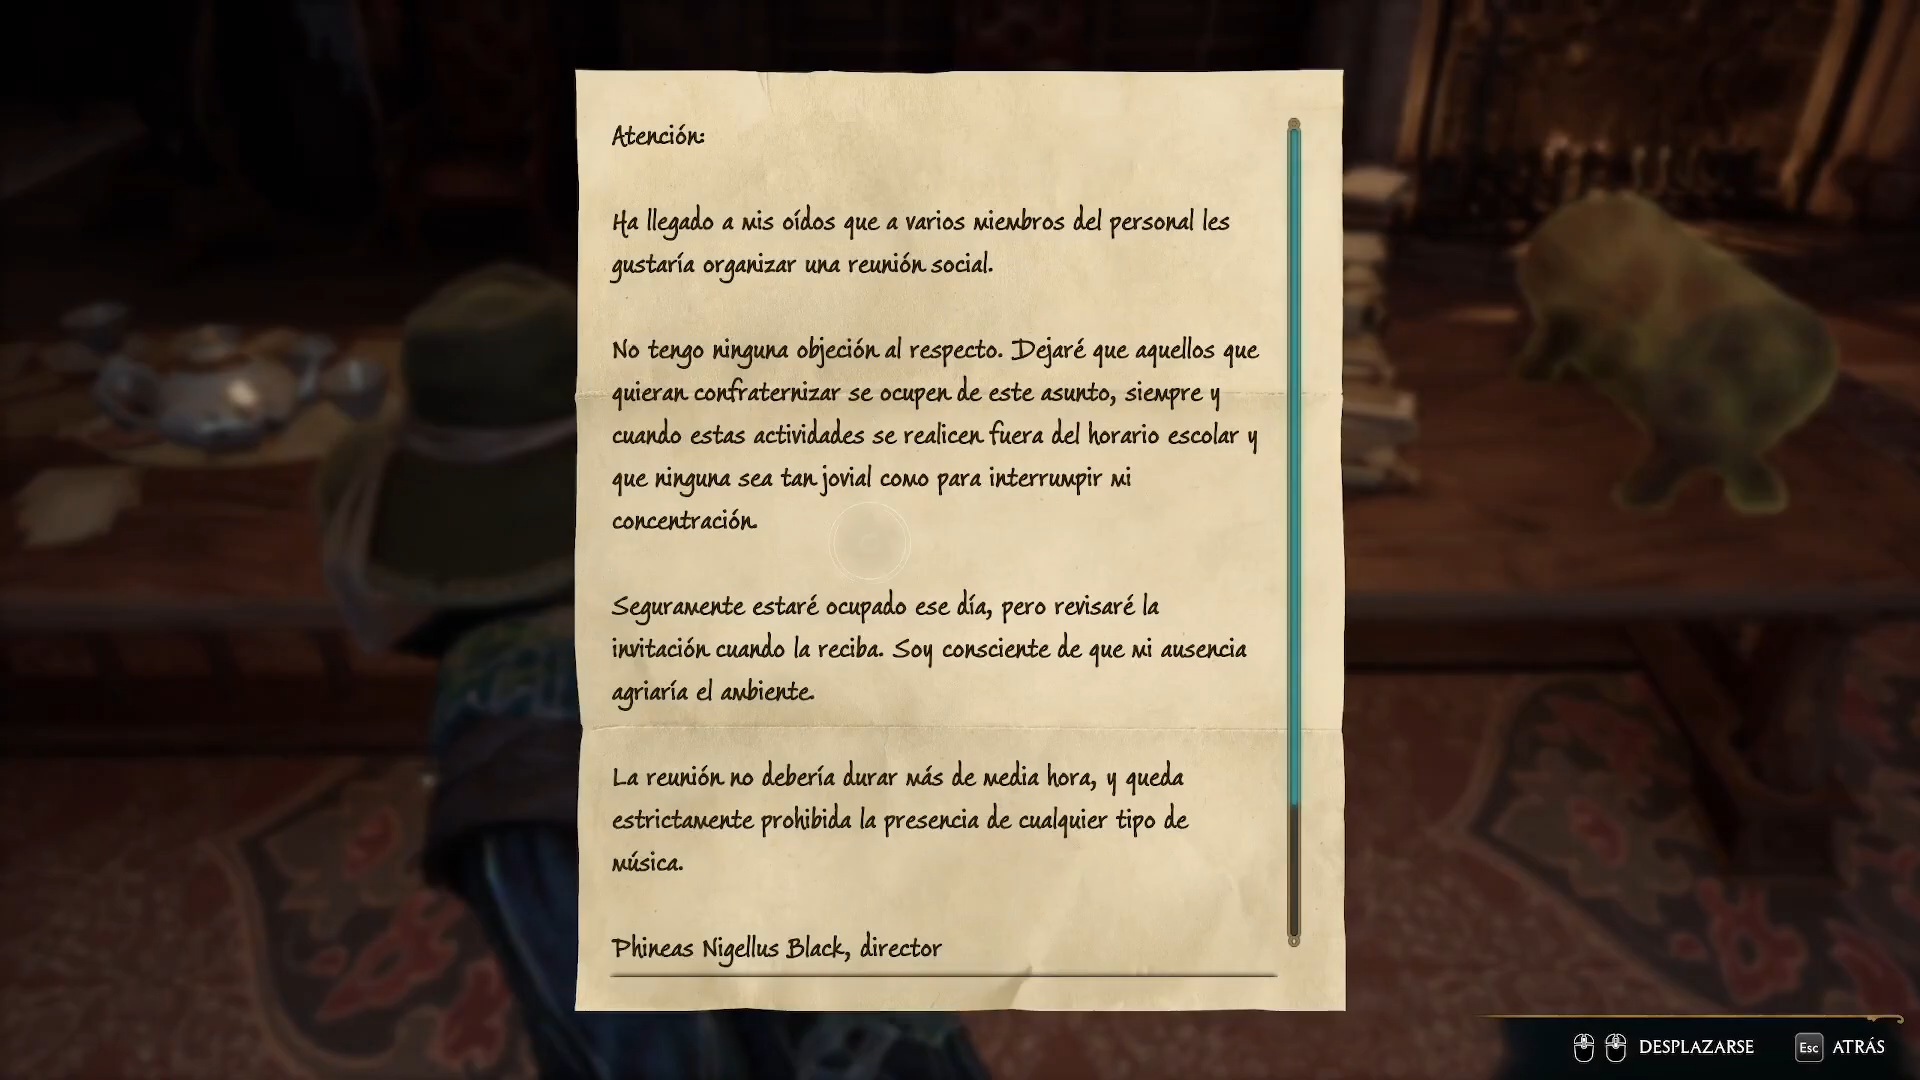 Atención:
Ha llegado a mis oídos que a varios miembros del personal les
gustaría organizar una reunión social.
No tengo ninguna objeción al respecto. Dejaré que aquellos que
quieran confraternizar se ocupen de este asunto, siempre y
cuando estas actividades se realicen fuera del horario escolar y
que ninguna sea tan jovial como para interrumpir mi
concentración.
Seguramente estaré ocupado ese día, pero revisaré la
invitación cuando la reciba. Soy consciente de que mi ausencia
agriaría el ambiente.
La reunión no debería durar más de media hora, y queda
estrictamente prohibida la presencia de cualquier tipo de
música.
Phineas Nigellus Black, director
DESPLAZARSE Esc ATRÁS